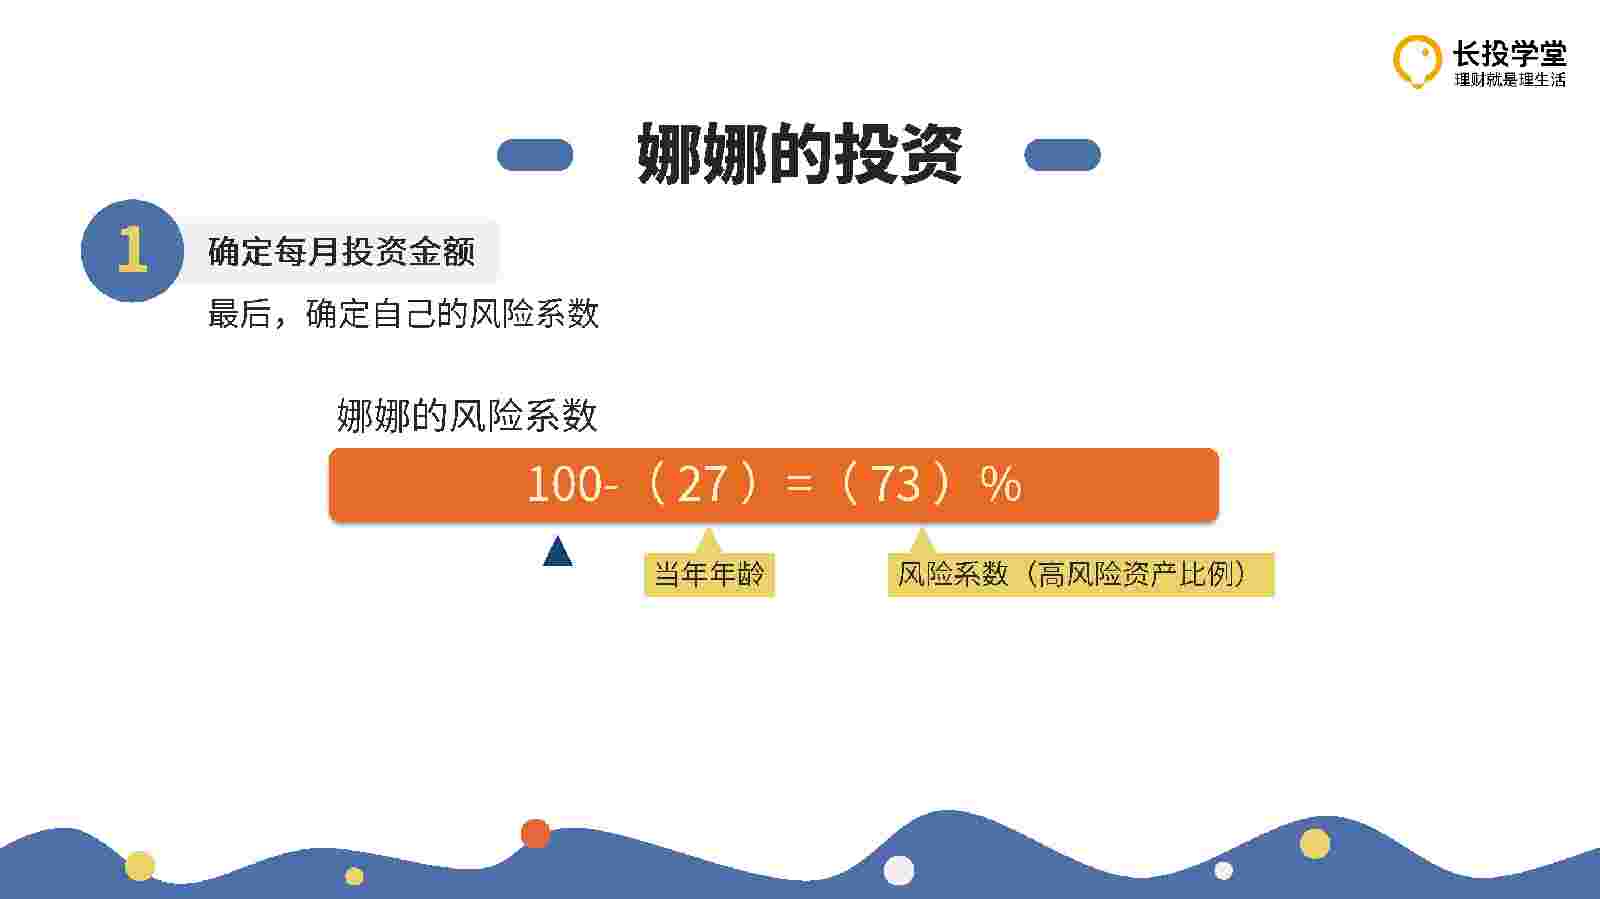 长投学堂
理财就是理生活
娜娜的投资
1
确定每月投资金额
最后，确定自己的风险系数
娜娜的风险系数
100-（ 27 ）=（ 73 ）%
当年年龄
风险系数（高风险资产比例）